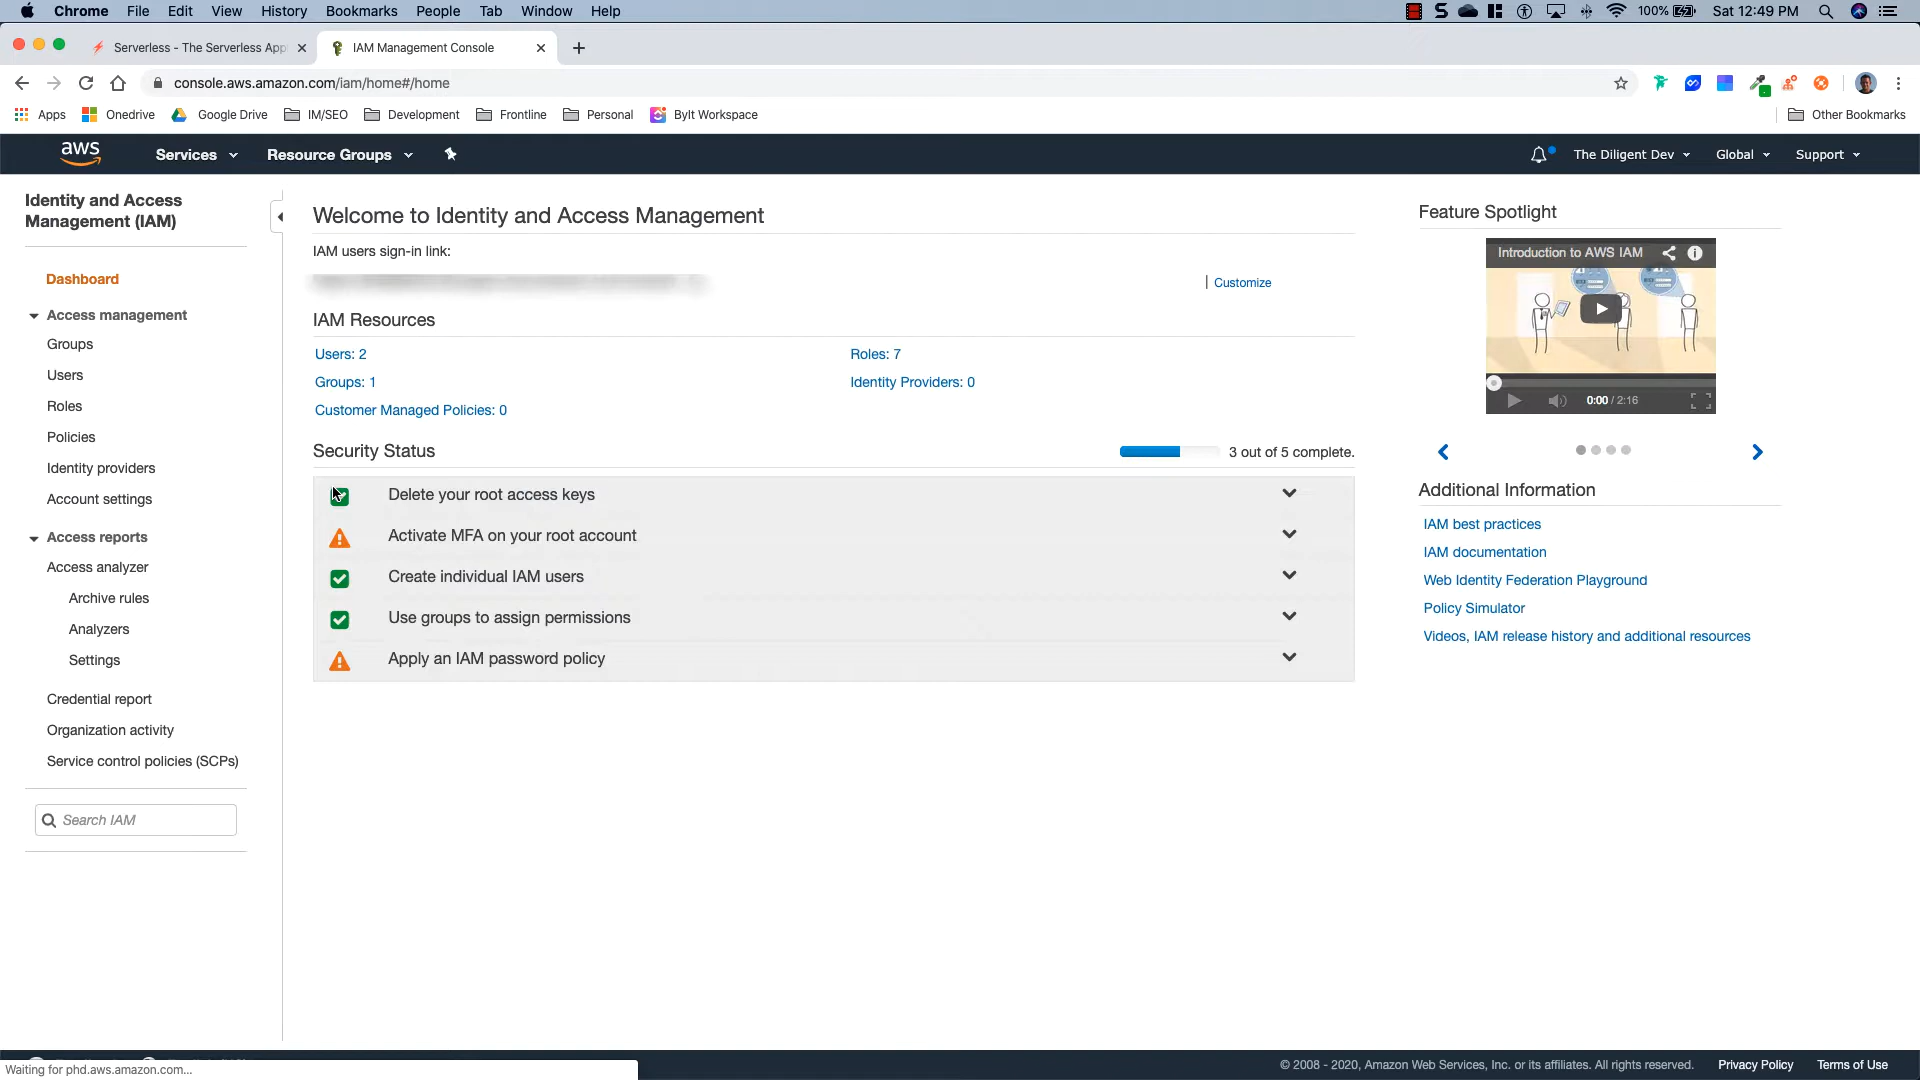 Chrome File Edit View History Bookmarks People Tab Window Help
100% Sat 12:49 PM
Serverless - The Serverless App
IAM Management Console
console.aws.amazon.com/iam/home#/home
Apps Onedrive Google Drive IM/SEO Development Frontline Personal ByIt Workspace Other Bookmarks
aws Services Resource Groups The Diligent Dev Global Support
Identity and Access
Management (IAM)
Dashboard
Access management
Groups
Users
Roles
Policies
Identity providers
Account settings
Access reports
Access analyzer
Archive rules
Analyzers
Settings
Credential report
Organization activity
Service control policies (SCPs)
Search IAM
Welcome to Identity and Access Management
IAM users sign-in link:
| Customize
IAM Resources
Users: 2
Roles: 7
Groups: 1
Identity Providers: 0
Customer Managed Policies: 0
Security Status
3 out of 5 complete.
Delete your root access keys
Activate MFA on your root account
Create individual IAM users
Use groups to assign permissions
Apply an IAM password policy
Feature Spotlight
Introduction to AWS IAM
0:00 / 2:16
Additional Information
IAM best practices
IAM documentation
Web Identity Federation Playground
Policy Simulator
Videos, IAM release history and additional resources
Waiting for phd.aws.amazon.com...
© 2008 - 2020, Amazon Web Services, Inc. or its affiliates. All rights reserved. Privacy Policy Terms of Use